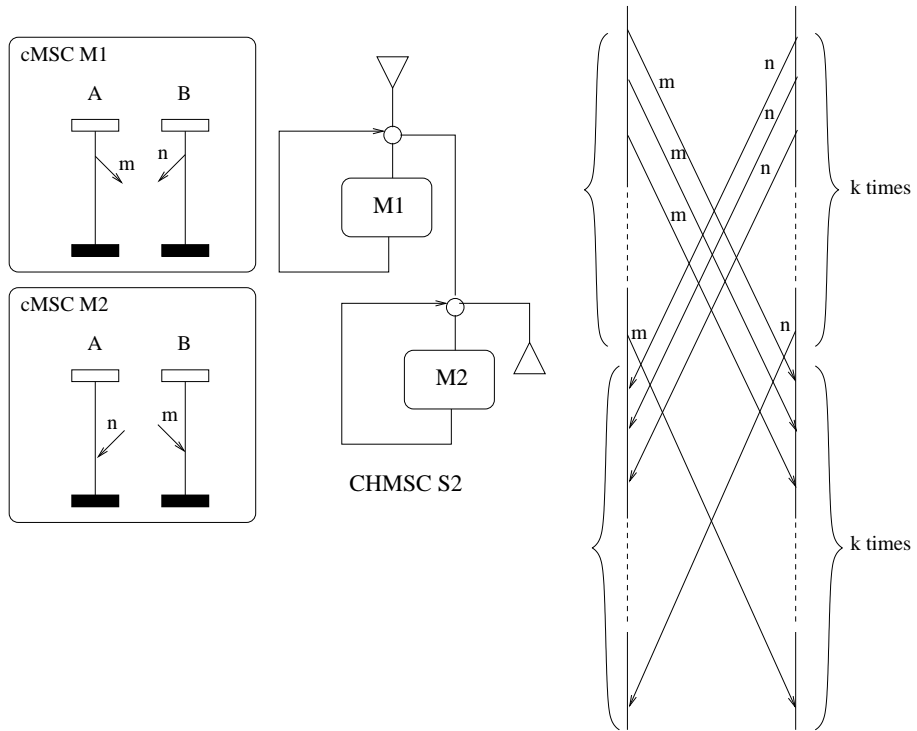 cMSC M1
A B
m n
M1
cMSC M2
A B
n m
M2
CHMSC S2
n
m
n
m
n
m
k times
m n
k times